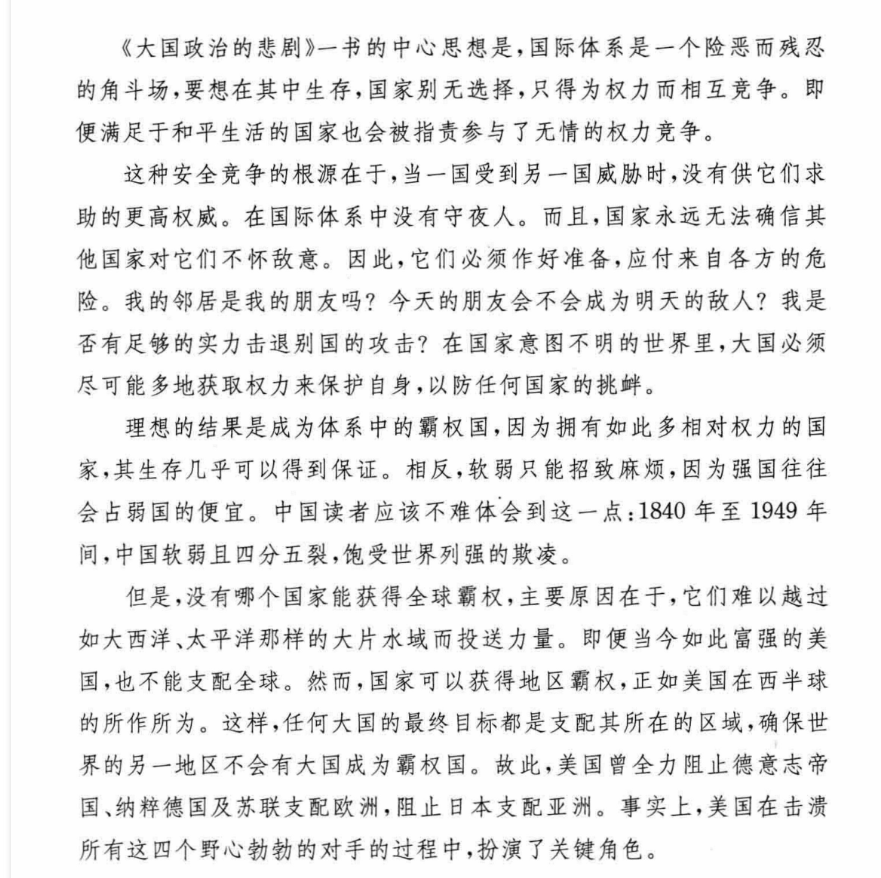 《大国政治的悲剧》一书的中心思想是,国际体系是一个险恶而残忍
的角斗场,要想在其中生存,国家别无选择,只得为权力而相互竞争。即
便满足于和平生活的国家也会被指责参与了无情的权力竞争。
这种安全竞争的根源在于,当一国受到另一国威胁时,没有供它们求
助的更高权威。在国际体系中没有守夜人。而且,国家永远无法确信其
他国家对它们不怀敌意。因此,它们必须作好准备,应付来自各方的危
险。我的邻居是我的朋友吗?今天的朋友会不会成为明天的敌人?我是
否有足够的实力击退别国的攻击?在国家意图不明的世界里,大国必须
尽可能多地获取权力来保护自身,以防任何国家的挑衅。
理想的结果是成为体系中的霸权国,因为拥有如此多相对权力的国
家,其生存几乎可以得到保证。相反,软弱只能招致麻烦,因为强国往往
会占弱国的便宜。中国读者应该不难体会到这一点:1840 年至 1949 年
间,中国软弱且四分五裂,饱受世界列强的欺凌。
但是,没有哪个国家能获得全球霸权,主要原因在于,它们难以越过
如大西洋、太平洋那样的大片水域而投送力量。即便当今如此富强的美
国,也不能支配全球。然而,国家可以获得地区霸权,正如美国在西半球
的所作所为。这样,任何大国的最终目标都是支配其所在的区域,确保世
界的另一地区不会有大国成为霸权国。故此,美国曾全力阻止德意志帝
国、纳粹德国及苏联支配欧洲,阻止日本支配亚洲。事实上,美国在击溃
所有这四个野心勃勃的对手的过程中,扮演了关键角色。